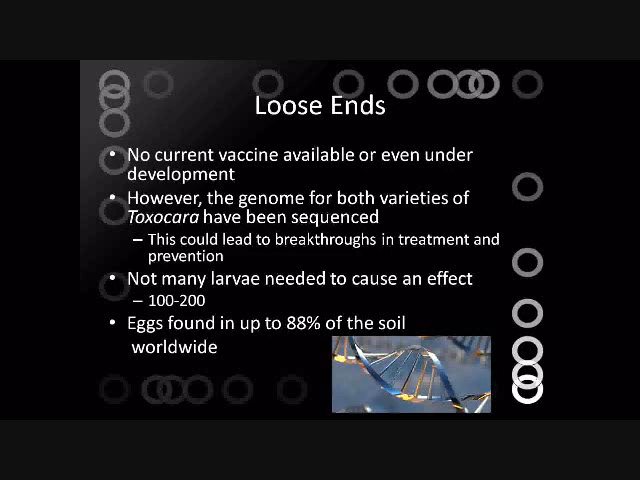 Loose Ends
• No current vaccine available or even under
development
• However, the genome for both varieties of
Toxocara have been sequenced
– This could lead to breakthroughs in treatment and
prevention
• Not many larvae needed to cause an effect
– 100-200
• Eggs found in up to 88% of the soil
worldwide